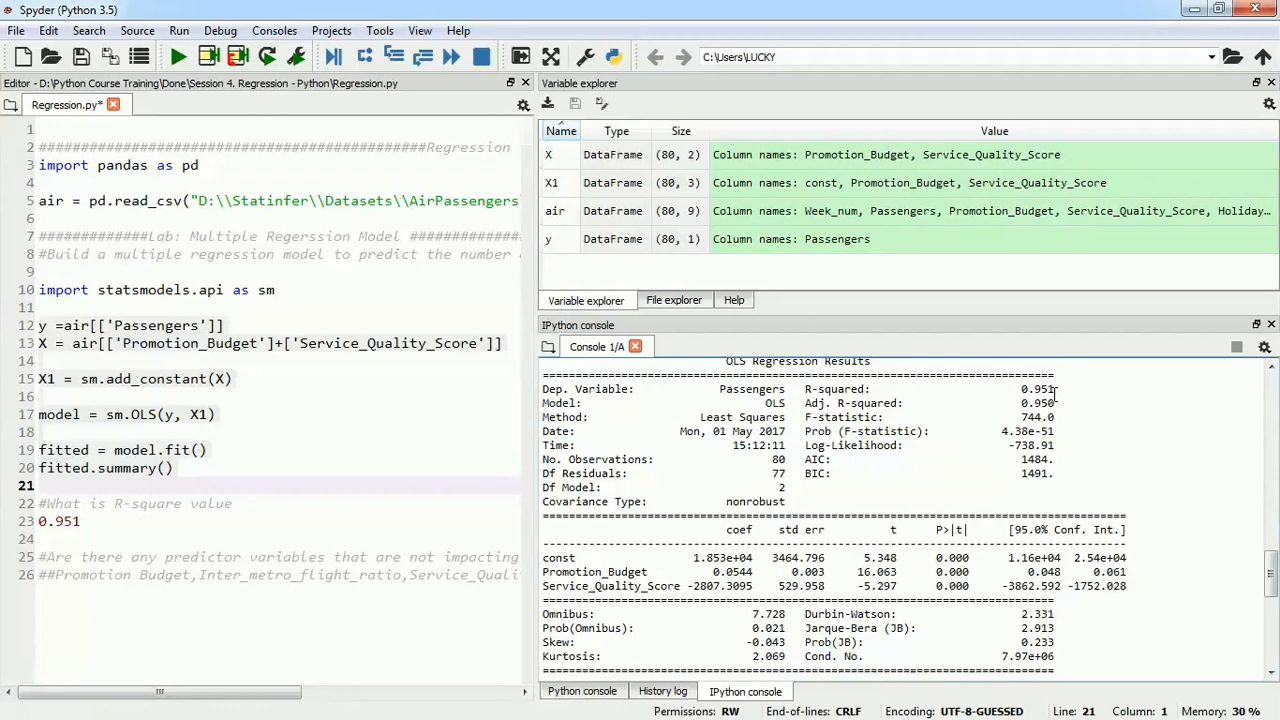 Spyder (Python 3.5)
File Edit Search Source Run Debug Consoles Projects Tools View Help
C:\Users\LUCKY
Editor - D:\Python Course Training\Done\Session 4. Regression - Python\Regression.py
Regression.py*
1
2 ############################################Regression
3 import pandas as pd
4
5 air = pd.read_csv("D:\\Statinfer\\Datasets\\AirPassengers\
6
7 #############Lab: Multiple Regerssion Model #############
8 #Build a multiple regression model to predict the number
9
10 import statsmodels.api as sm
11
12 y =air[['Passengers']]
13 X = air[['Promotion_Budget']+['Service_Quality_Score']]
14
15 X1 = sm.add_constant(X)
16
17 model = sm.OLS(y, X1)
18
19 fitted = model.fit()
20 fitted.summary()
21
22 #What is R-square value
23 0.951
24
25 #Are there any predictor variables that are not impacting
26 ##Promotion Budget,Inter_metro_flight_ratio,Service_Quali
Variable explorer
Name Type Size Value
X DataFrame (80, 2) Column names: Promotion_Budget, Service_Quality_Score
X1 DataFrame (80, 3) Column names: const, Promotion_Budget, Service_Quality_Score
air DataFrame (80, 9) Column names: Week_num, Passengers, Promotion_Budget, Service_Quality_Score, Holiday…
y DataFrame (80, 1) Column names: Passengers
Variable explorer File explorer Help
IPython console
Console 1/A
OLS Regression Results
==============================================================================
Dep. Variable: Passengers R-squared: 0.951
Model: OLS Adj. R-squared: 0.950
Method: Least Squares F-statistic: 744.0
Date: Mon, 01 May 2017 Prob (F-statistic): 4.38e-51
Time: 15:12:11 Log-Likelihood: -738.91
No. Observations: 80 AIC: 1484.
Df Residuals: 77 BIC: 1491.
Df Model: 2
Covariance Type: nonrobust
==============================================================================
coef std err t P>|t| [95.0% Conf. Int.]
------------------------------------------------------------------------------
const 1.853e+04 3464.796 5.348 0.000 1.16e+04 2.54e+04
Promotion_Budget 0.0544 0.003 16.063 0.000 0.048 0.061
Service_Quality_Score -2807.3095 529.958 -5.297 0.000 -3862.592 -1752.028
==============================================================================
Omnibus: 7.728 Durbin-Watson: 2.331
Prob(Omnibus): 0.021 Jarque-Bera (JB): 2.913
Skew: -0.043 Prob(JB): 0.233
Kurtosis: 2.069 Cond. No. 7.97e+06
==============================================================================
Python console History log IPython console
Permissions: RW End-of-lines: CRLF Encoding: UTF-8-GUESSED Line: 21 Column: 1 Memory: 30 %